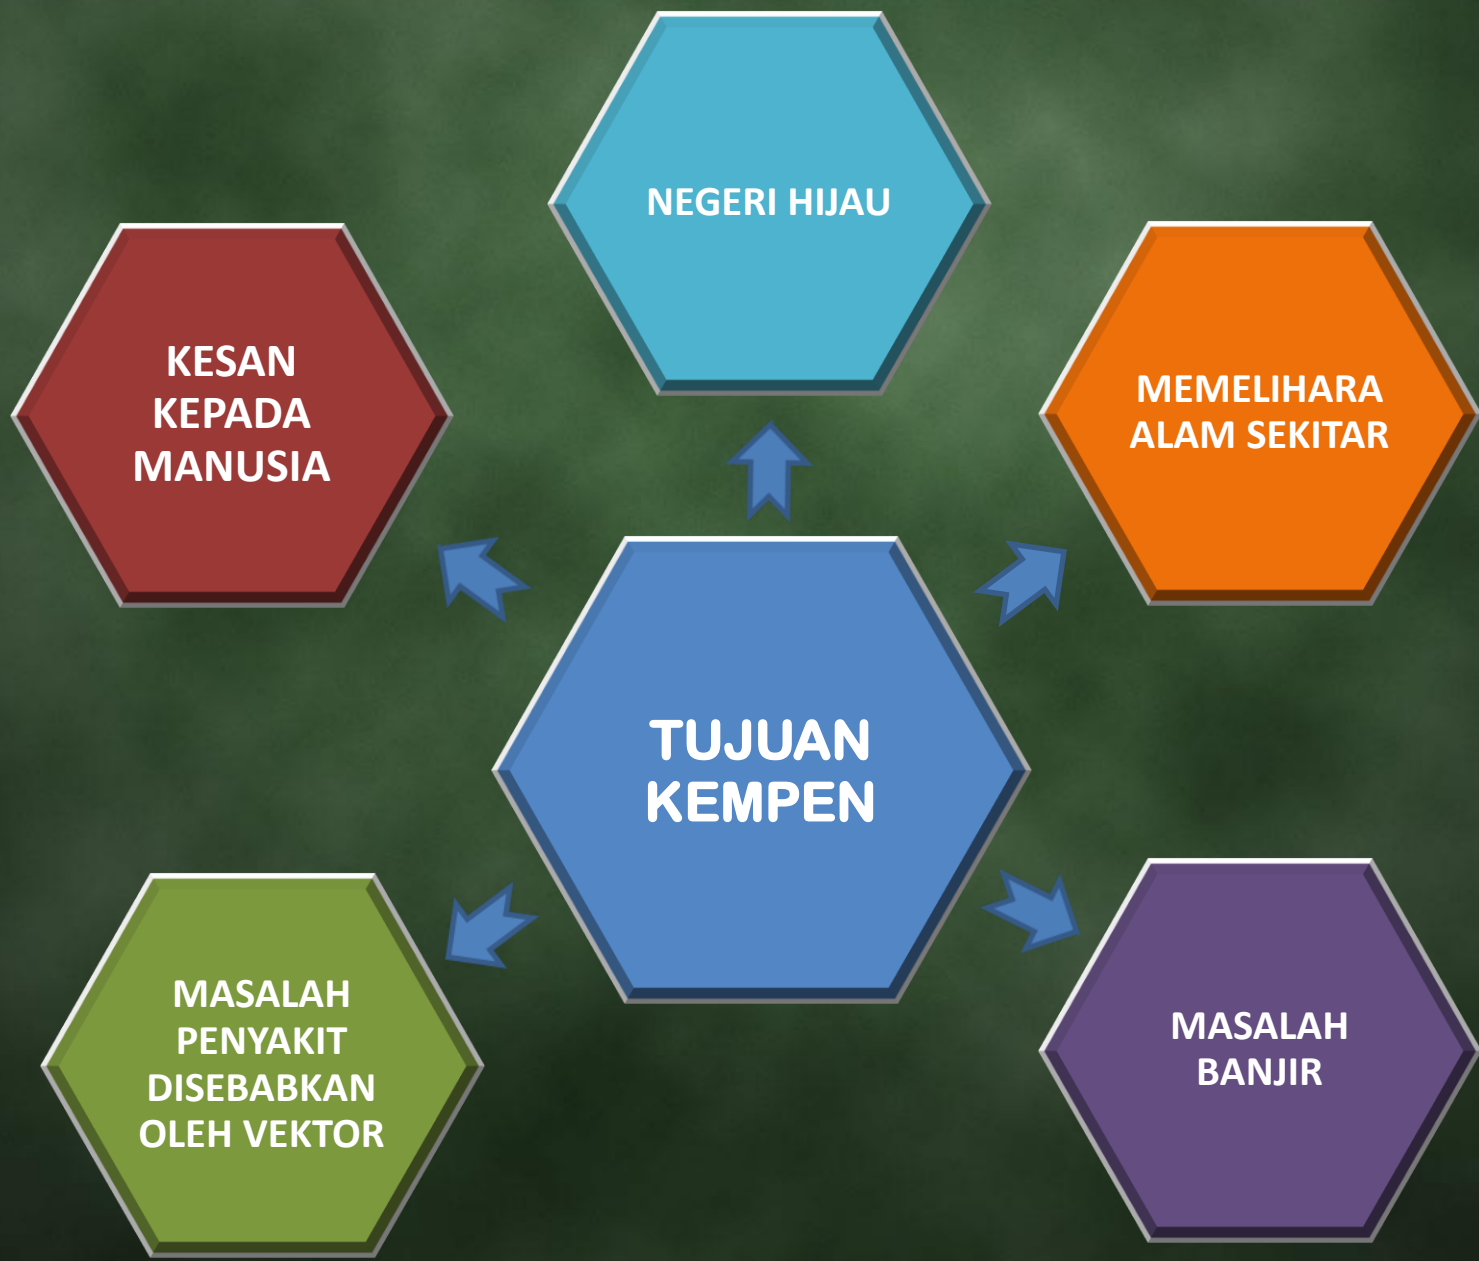 NEGERI HIJAU
KESAN
KEPADA
MANUSIA
MEMELIHARA
ALAM SEKITAR
TUJUAN
KEMPEN
MASALAH
PENYAKIT
DISEBABKAN
OLEH VEKTOR
MASALAH
BANJIR